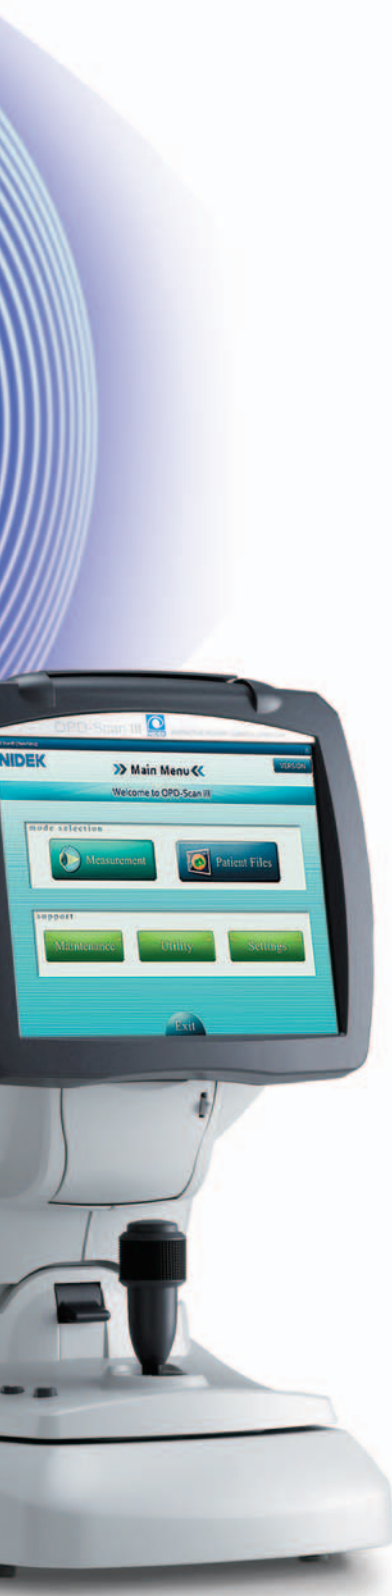 OPD-Scan III
NIDEK
VERSION
Main Menu
Welcome to OPD-Scan III
mode selection
Measurement
Patient Files
support
Maintenance
Utility
Settings
Exit